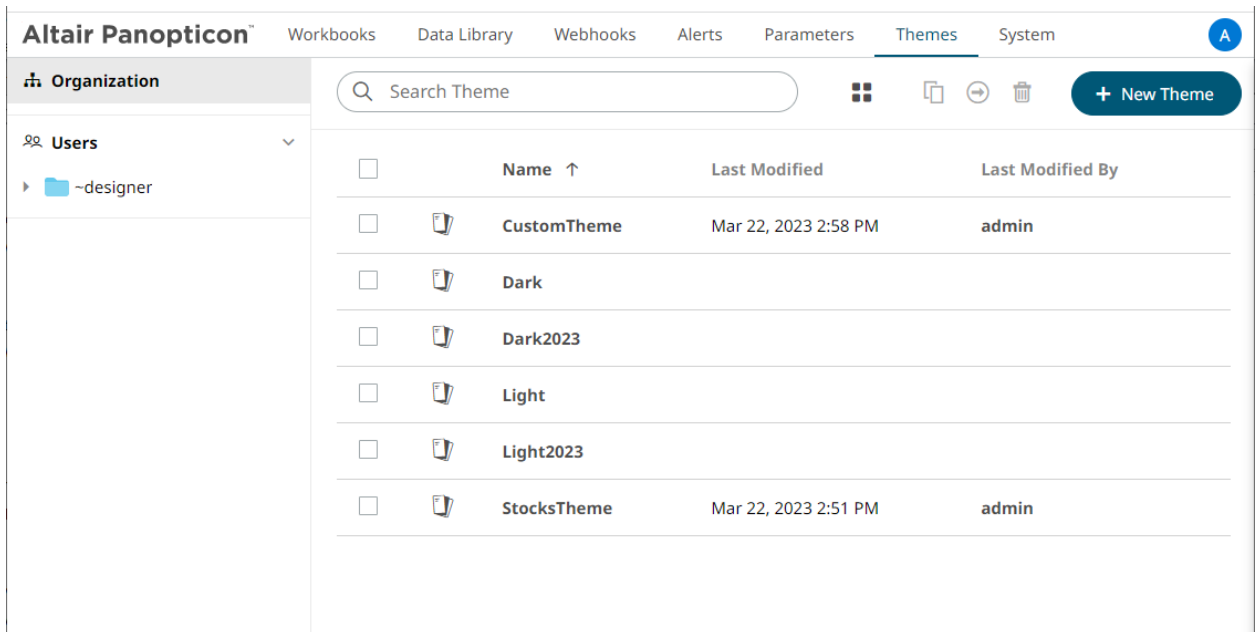 Altair Panopticon™ Workbooks Data Library Webhooks Alerts Parameters Themes System A
Organization
Search Theme
+ New Theme
Users
~designer
Name ↑ Last Modified Last Modified By
CustomTheme Mar 22, 2023 2:58 PM admin
Dark
Dark2023
Light
Light2023
StocksTheme Mar 22, 2023 2:51 PM admin